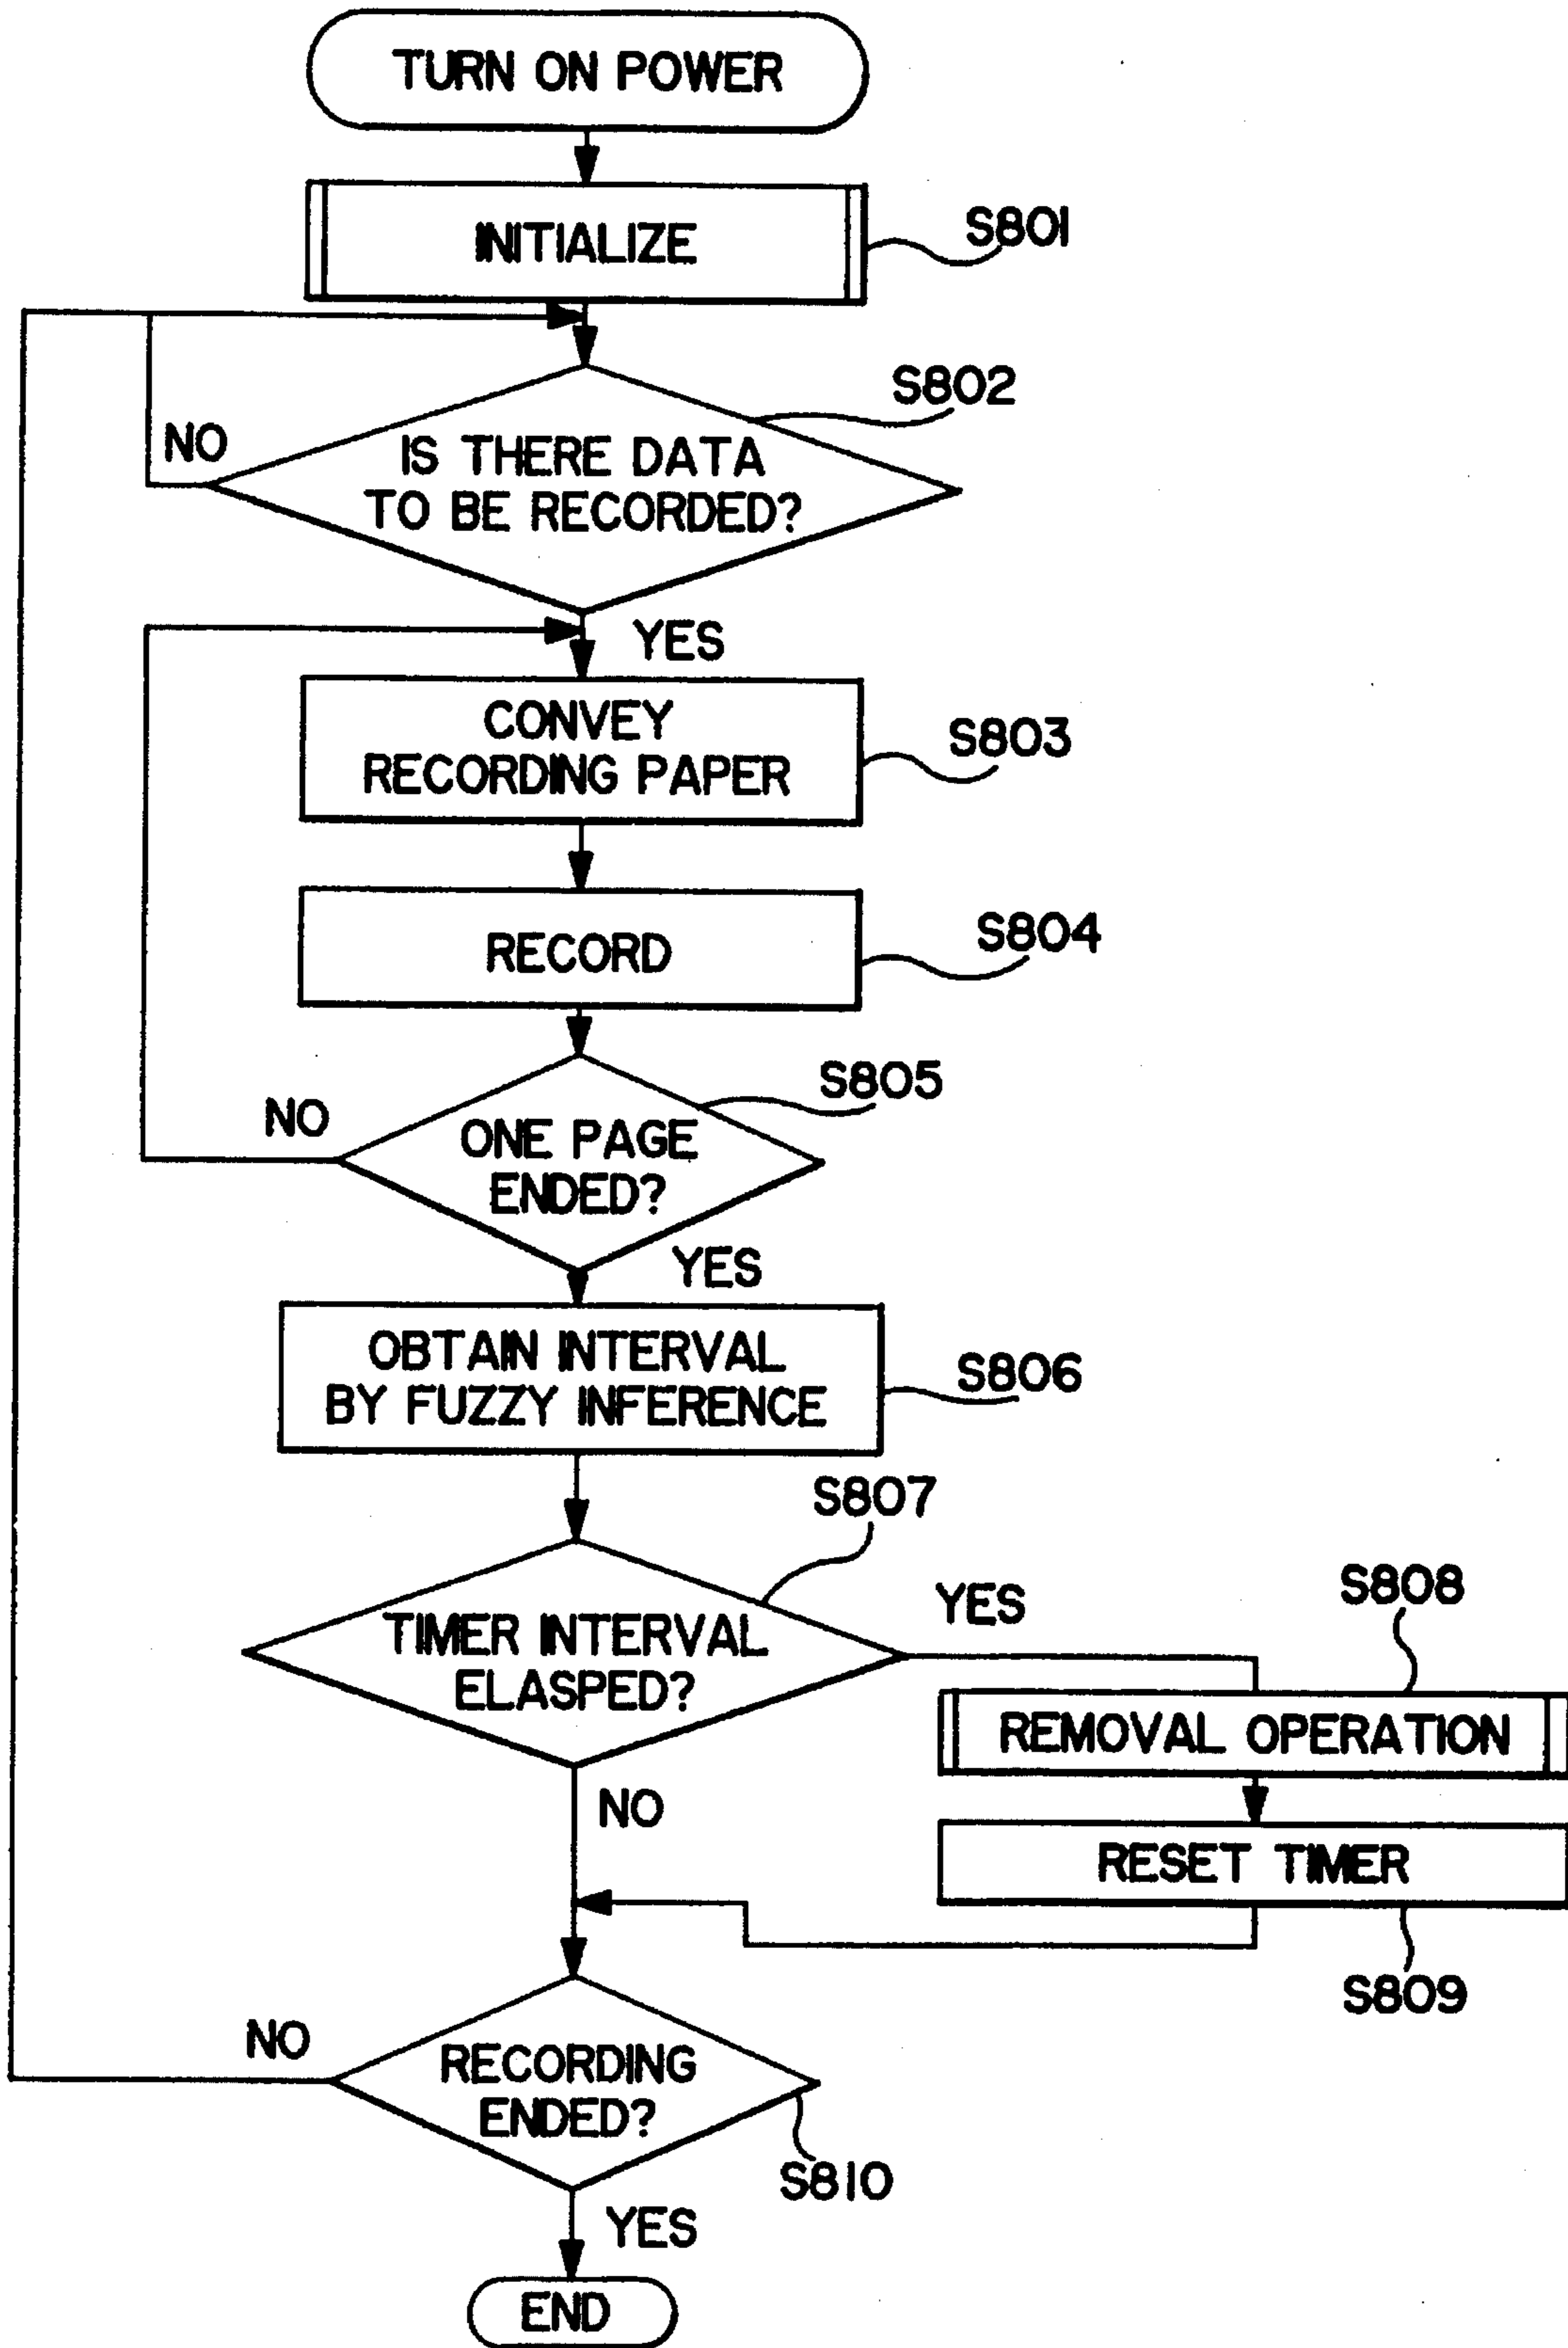 TURN ON POWER
INITIALIZE
S801
S802
NO
IS THERE DATA
TO BE RECORDED?
YES
CONVEY
RECORDING PAPER
S803
RECORD
S804
S805
NO
ONE PAGE
ENDED?
YES
OBTAIN INTERVAL
BY FUZZY INFERENCE
S806
S807
TIMER INTERVAL
ELASPED?
YES
S808
REMOVAL OPERATION
NO
RESET TIMER
S809
NO
RECORDING
ENDED?
S810
YES
END